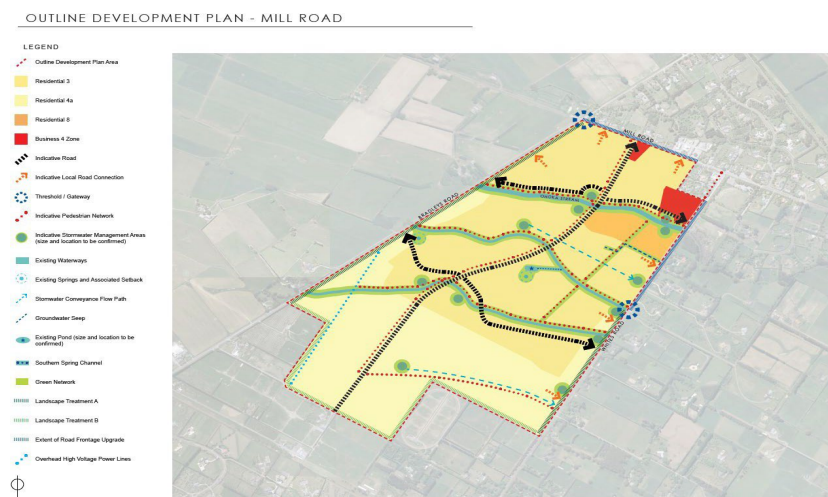 OUTLINE DEVELOPMENT PLAN - MILL ROAD
LEGEND
Outline Development Plan Area
Residential 3
Residential 4a
Residential 8
Business 4 Zone
Indicative Road
Indicative Local Road Connection
Threshold / Gateway
Indicative Pedestrian Network
Indicative Stormwater Management Areas
(size and location to be confirmed)
Existing Waterways
Existing Springs and Associated Setback
Stormwater Conveyance Flow Path
Groundwater Seep
Existing Pond (size and location to be
confirmed)
Southern Spring Channel
Green Network
Landscape Treatment A
Landscape Treatment B
Extent of Road Frontage Upgrade
Overhead High Voltage Power Lines
MILL ROAD
BRADLEYS ROAD
WHITES ROAD